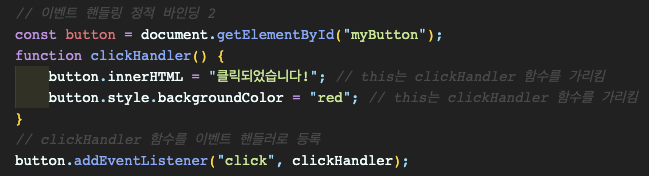 // 이벤트 핸들링 정적 바인딩 2
const button = document.getElementById("myButton");
function clickHandler() {
    button.innerHTML = "클릭되었습니다!"; // this는 clickHandler 함수를 가리킴
    button.style.backgroundColor = "red"; // this는 clickHandler 함수를 가리킴
}
// clickHandler 함수를 이벤트 핸들러로 등록
button.addEventListener("click", clickHandler);